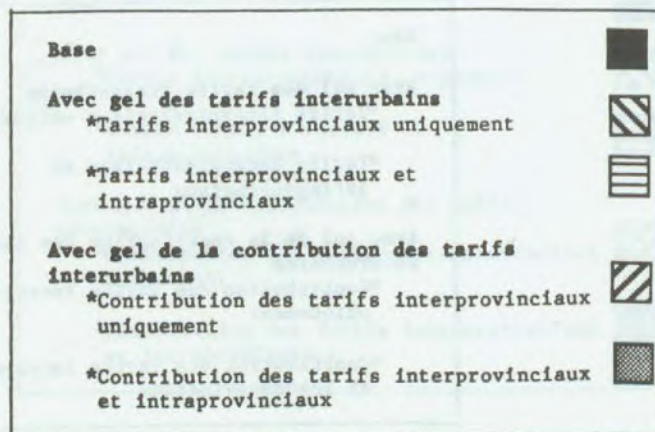 Base
Avec gel des tarifs interurbains
*Tarifs interprovinciaux uniquement
*Tarifs interprovinciaux et
intraprovinciaux
Avec gel de la contribution des tarifs
interurbains
*Contribution des tarifs interprovinciaux
uniquement
*Contribution des tarifs interprovinciaux
et intraprovinciaux